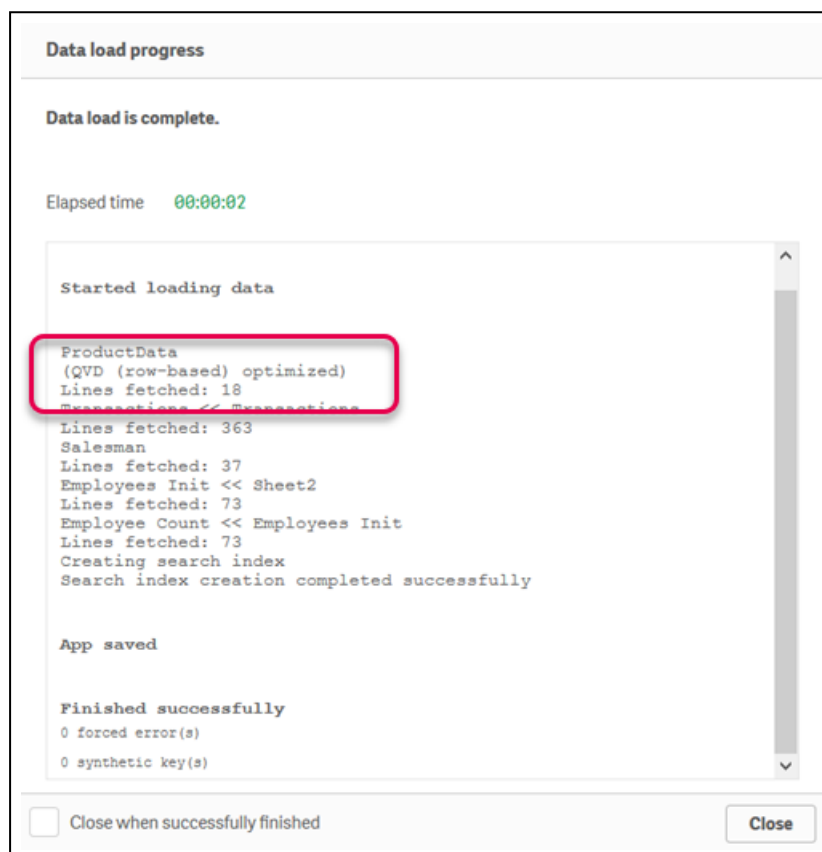 Data load progress
Data load is complete.
Elapsed time 00:00:02
Started loading data
ProductData
(QVD (row-based) optimized)
Lines fetched: 18
Transactions << Transactions
Lines fetched: 363
Salesman
Lines fetched: 37
Employees Init << Sheet2
Lines fetched: 73
Employee Count << Employees Init
Lines fetched: 73
Creating search index
Search index creation completed successfully
App saved
Finished successfully
0 forced error(s)
0 synthetic key(s)
Close when successfully finished
Close